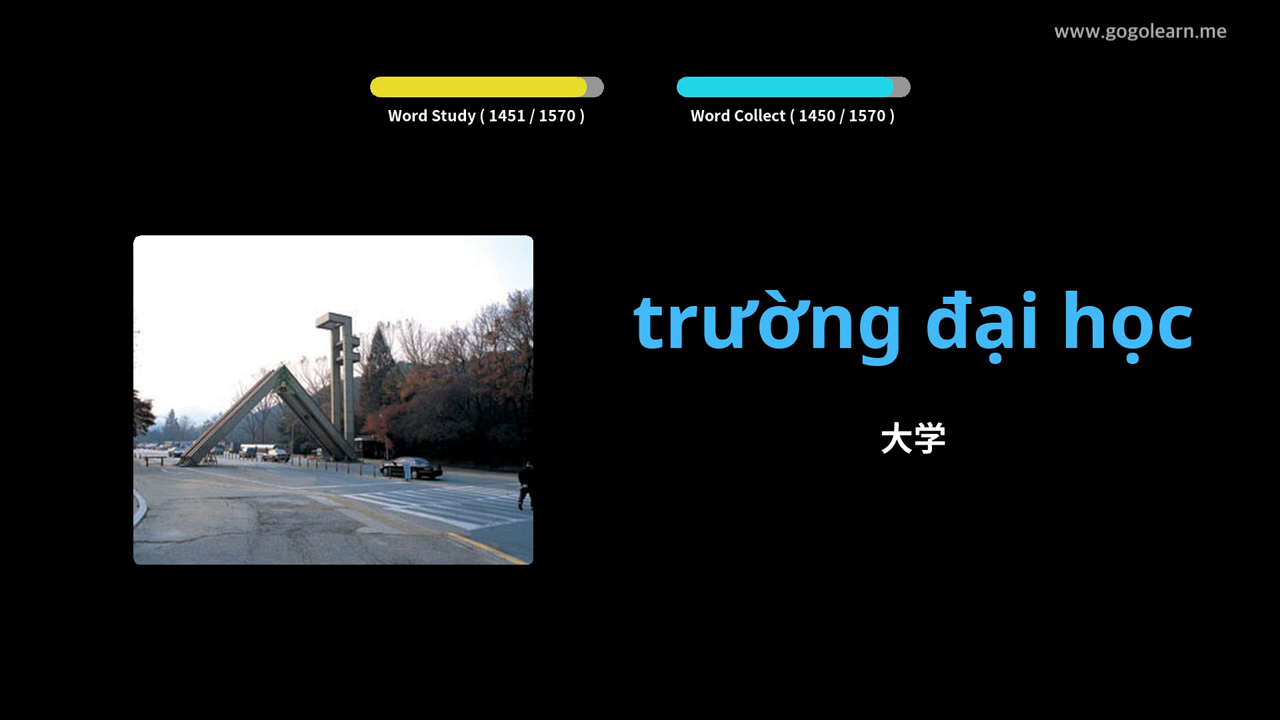 www.gogolearn.me
Word Study ( 1451 / 1570 )
Word Collect ( 1450 / 1570 )
trường đại học
大学